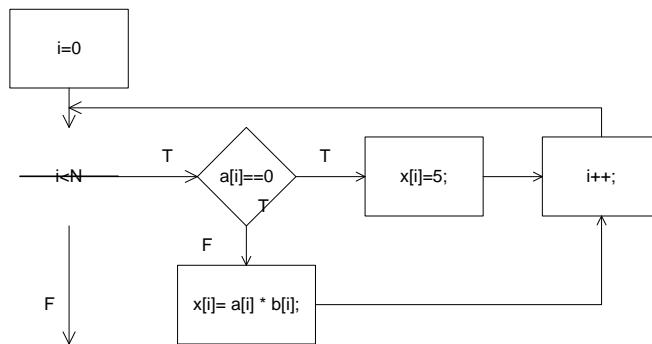 i=0
T
T
i<N
a[i]==0
x[i]=5;
i++;
T
F
F
x[i]= a[i] * b[i];